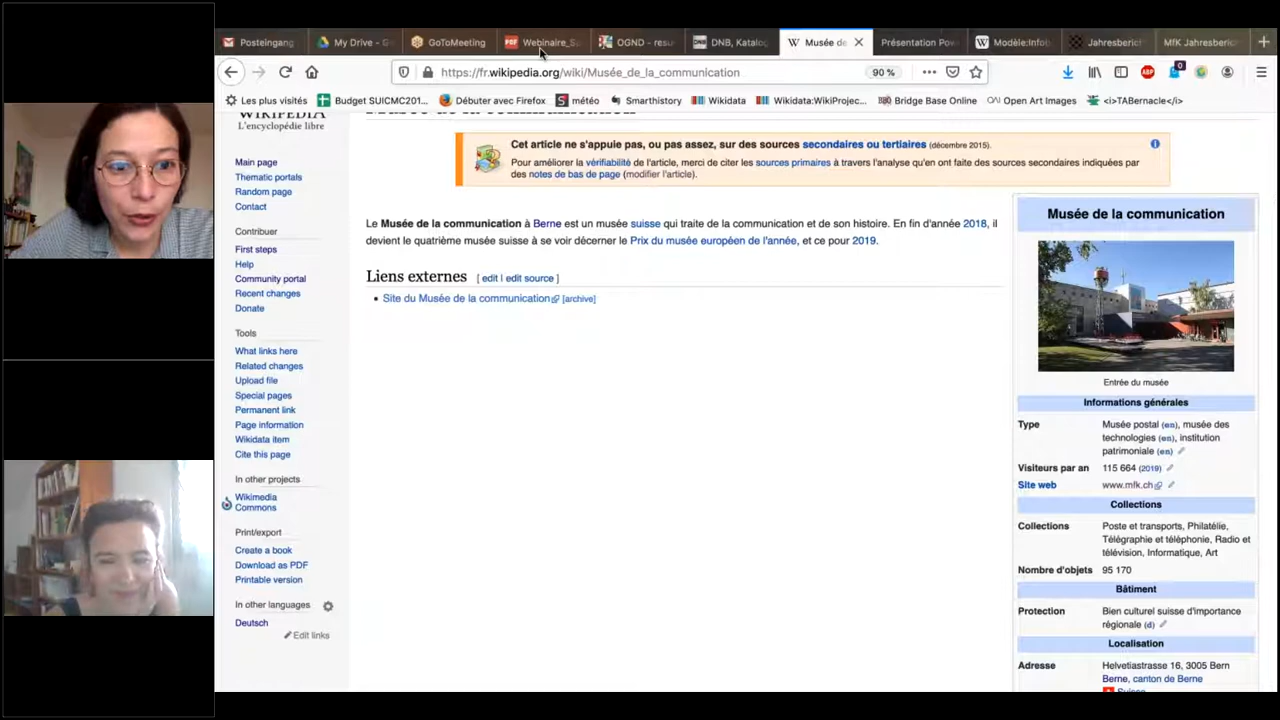 Posteingang
My Drive - G
GoToMeeting
Webinaire_S
OGND - resu
DNB, Katalog
Musée de
Présentation Pow
Modèle:Infob
Jahresberich
MfK Jahresberic
https://fr.wikipedia.org/wiki/Musée_de_la_communication
90 %
0
ABP
Les plus visités
Budget SUICMC201...
Débuter avec Firefox
météo
Smarthistory
Wikidata
Wikidata:WikiProjec...
Bridge Base Online
Open Art Images
<i>TABernacle</i>
WIKIPEDIA
L'encyclopédie libre
Main page
Thematic portals
Random page
Contact
Contribuer
First steps
Help
Community portal
Recent changes
Donate
Tools
What links here
Related changes
Upload file
Special pages
Permanent link
Page information
Wikidata item
Cite this page
In other projects
Wikimedia
Commons
Print/export
Create a book
Download as PDF
Printable version
In other languages
Deutsch
Edit links
Cet article ne s'appuie pas, ou pas assez, sur des sources secondaires ou tertiaires (décembre 2015).
Pour améliorer la vérifiabilité de l'article, merci de citer les sources primaires à travers l'analyse qu'en ont faite des sources secondaires indiquées par
des notes de bas de page (modifier l'article).
Le Musée de la communication à Berne est un musée suisse qui traite de la communication et de son histoire. En fin d'année 2018, il
devient le quatrième musée suisse à se voir décerner le Prix du musée européen de l'année, et ce pour 2019.
Liens externes [ edit | edit source ]
• Site du Musée de la communication [archive]
Musée de la communication
Entrée du musée
Informations générales
Type Musée postal (en), musée des
technologies (en), institution
patrimoniale (en)
Visiteurs par an 115 664 (2019)
Site web www.mfk.ch
Collections
Collections Poste et transports, Philatélie,
Télégraphie et téléphonie, Radio et
télévision, Informatique, Art
Nombre d'objets 95 170
Bâtiment
Protection Bien culturel suisse d'importance
régionale (d)
Localisation
Adresse Helvetiastrasse 16, 3005 Bern
Berne, canton de Berne